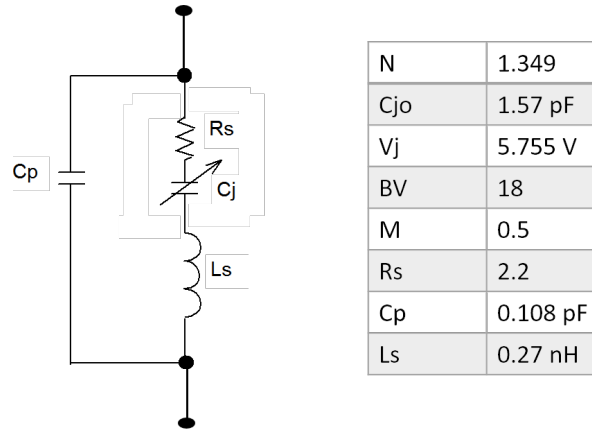 Cp
Rs
Cj
Ls
N 1.349
Cjo 1.57 pF
Vj 5.755 V
BV 18
M 0.5
Rs 2.2
Cp 0.108 pF
Ls 0.27 nH